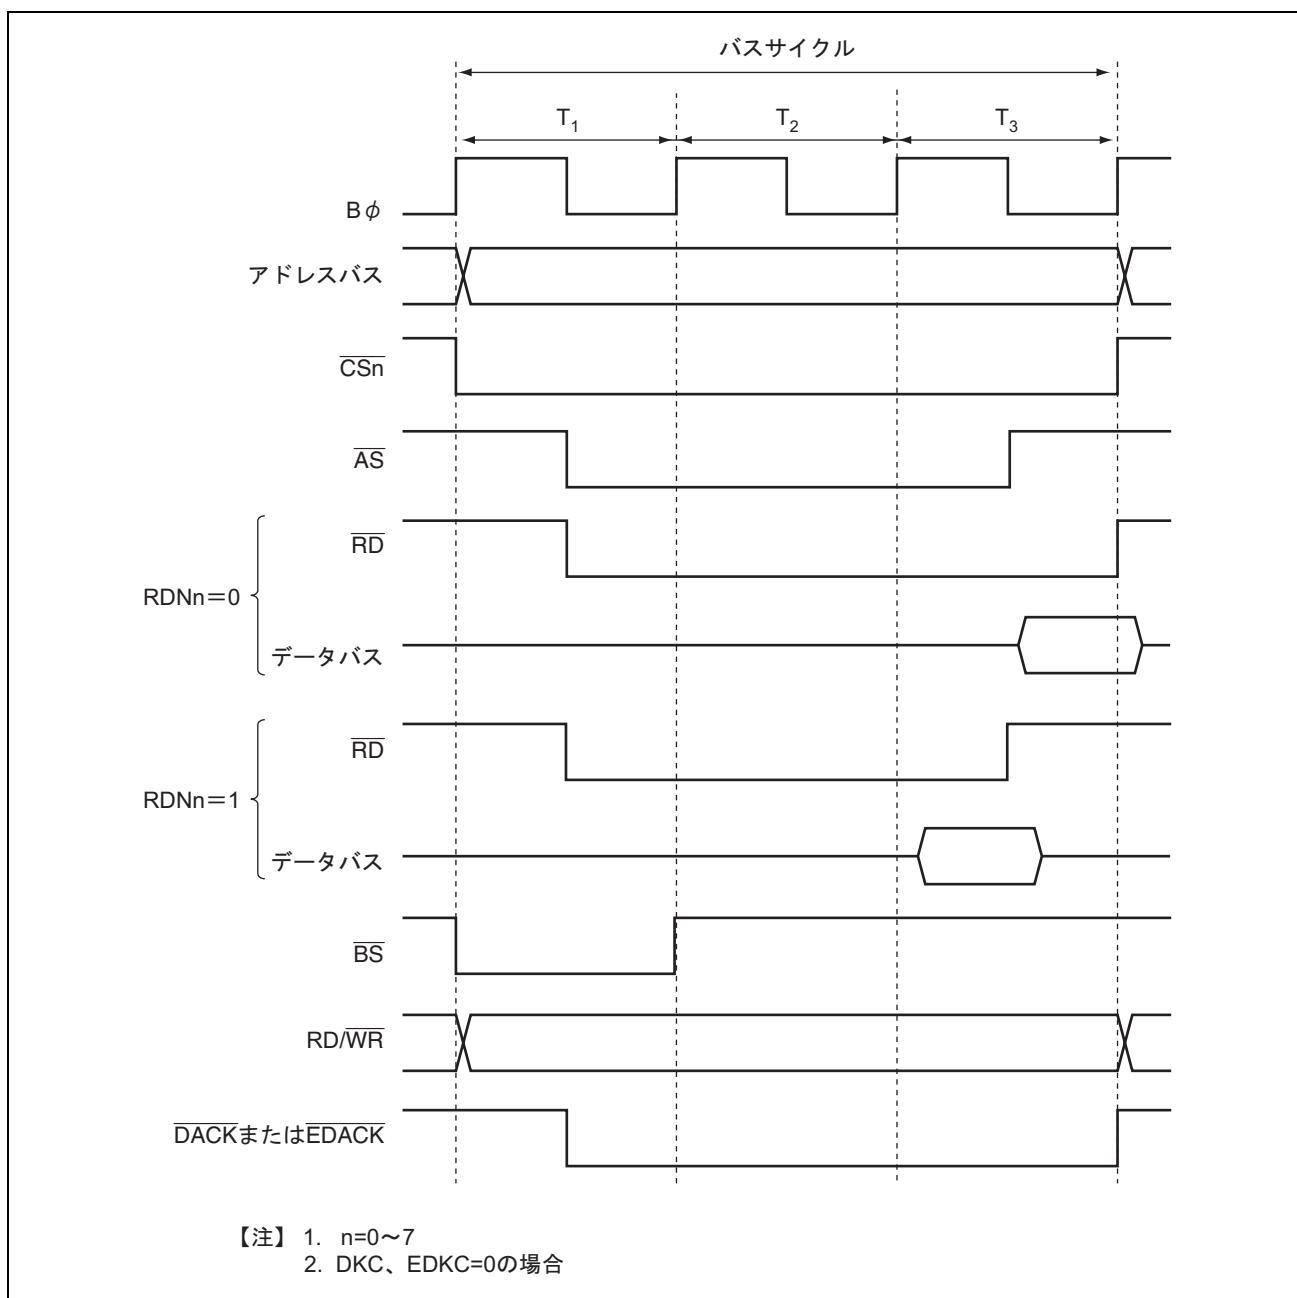 バスサイクル
T1 T2 T3
Bφ
アドレスバス
CSn
AS
RD
RDNn＝0
データバス
RD
RDNn＝1
データバス
BS
RD/WR
DACKまたはEDACK
【注】 1. n=0～7
2. DKC、EDKC=0の場合